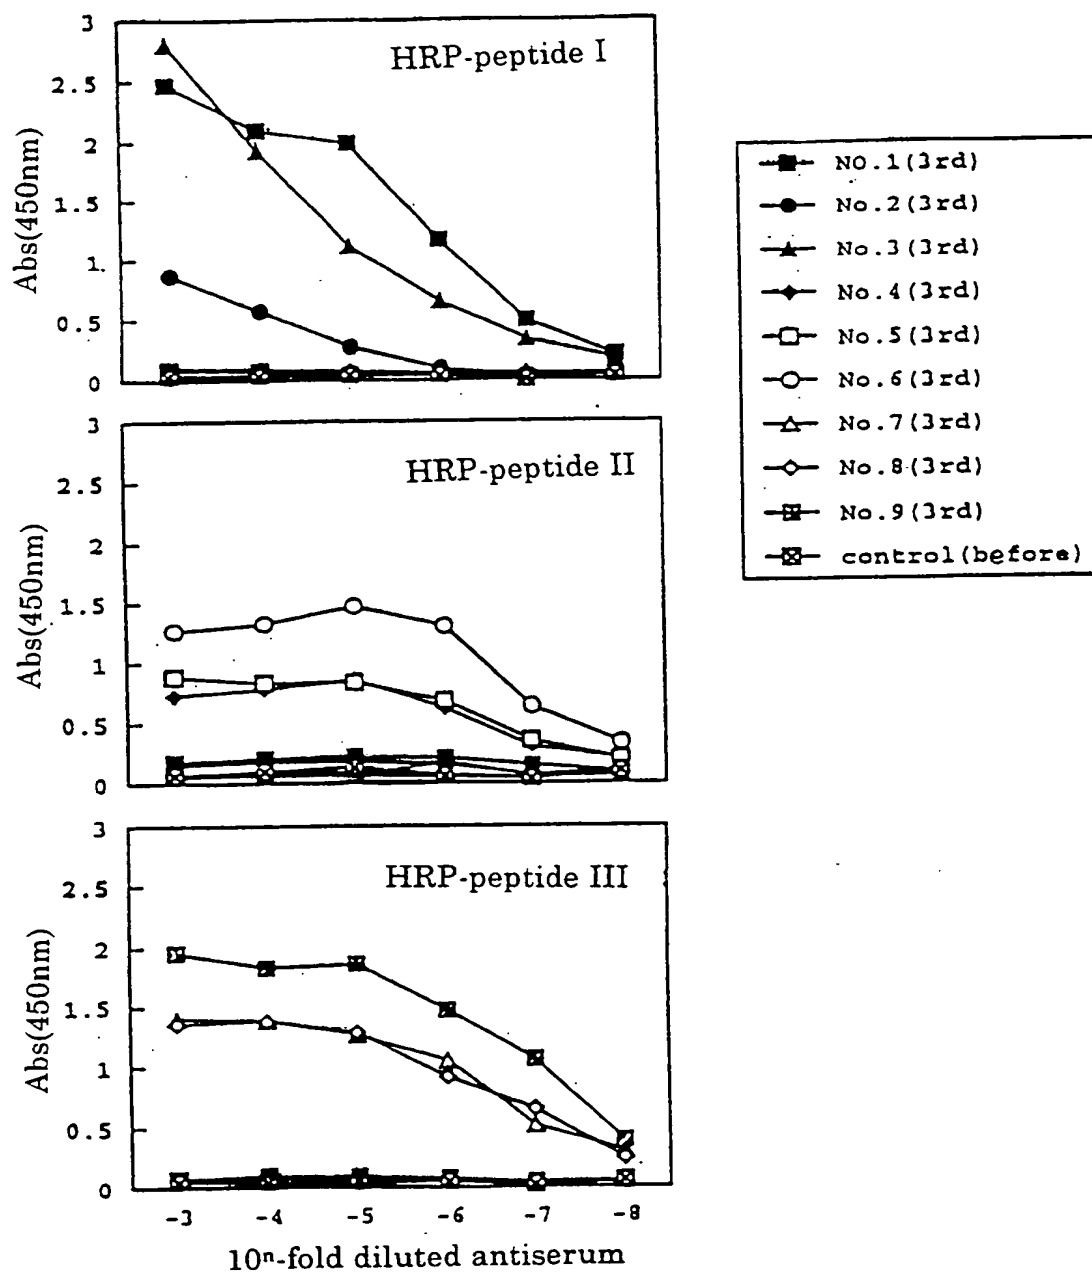 3
2.5
2
1.5
1.
0.5
0
Abs(450nm)
HRP-peptide I
3
2.5
2
1.5
1
0.5
0
Abs(450nm)
HRP-peptide II
3
2.5
2
1.5
1
0.5
0
Abs(450nm)
HRP-peptide III
-3 -4 -5 -6 -7 -8
10ⁿ-fold diluted antiserum
NO.1(3rd)
No.2(3rd)
No.3(3rd)
No.4(3rd)
No.5(3rd)
No.6(3rd)
No.7(3rd)
No.8(3rd)
No.9(3rd)
control(before)